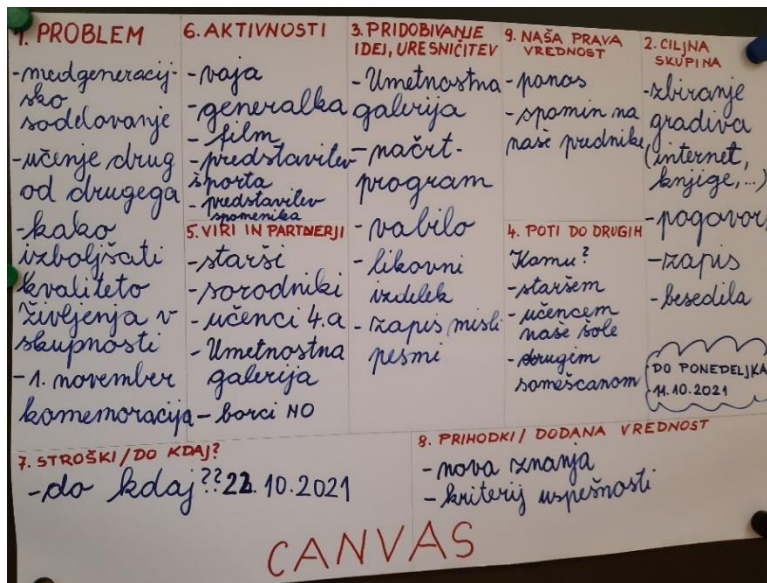 1. PROBLEM
-medgeneracij-
sko
sodelovanje
-učenje drug
od drugega
-kako
izboljšati
kvaliteto
življenja v
skupnosti
-1. november
komemoracija
6. AKTIVNOSTI
-vaja
-generalka
-film
-predstavitev
športa
-predstavitev
spomenika
5. VIRI IN PARTNERJI
-starši
-sorodniki
-učenci 4.a
-Umetnostna
galerija
-borci NO
3. PRIDOBIVANJE
IDEJ, URESNIČITEV
-Umetnostna
galerija
-načrt-
program
-vabilo
-likovni
izdelek
-zapis misli
pesmi
9. NAŠA PRAVA
VREDNOST
-ponos
-spomin na
naše prednike
4. POTI DO DRUGIH
Komu?
-staršem
-učencem
naše šole
-drugim
someščanom
2. CILJNA
SKUPINA
-zbiranje
gradiva
(internet,
knjige,...)
-pogovor
-zapis
-besedila
DO PONEDELJKA
11.10.2021
7. STROŠKI/DO KDAJ?
-do kdaj?? 22.10.2021
8. PRIHODKI/DODANA VREDNOST
-nova znanja
-kriterij uspešnosti
CANVAS